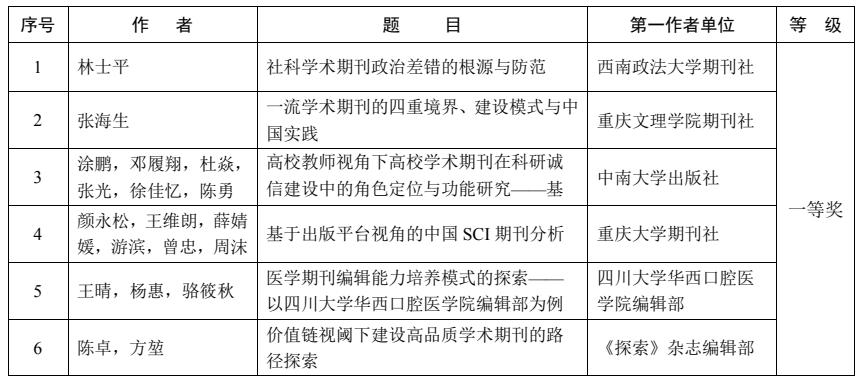 序号 作 者 题 目 第一作者单位 等 级
1 林士平 社科学术期刊政治差错的根源与防范 西南政法大学期刊社
2 张海生 一流学术期刊的四重境界、建设模式与中
国实践 重庆文理学院期刊社
3 涂鹏，邓履翔，杜焱，
张光，徐佳忆，陈勇 高校教师视角下高校学术期刊在科研诚
信建设中的角色定位与功能研究——基 中南大学出版社
一等奖
4 颜永松，王维朗，薛婧
媛，游滨，曾忠，周沫 基于出版平台视角的中国 SCI 期刊分析 重庆大学期刊社
5 王晴，杨惠，骆筱秋 医学期刊编辑能力培养模式的探索——
以四川大学华西口腔医学院编辑部为例 四川大学华西口腔医
学院编辑部
6 陈卓，方堃 价值链视阈下建设高品质学术期刊的路
径探索 《探索》杂志编辑部